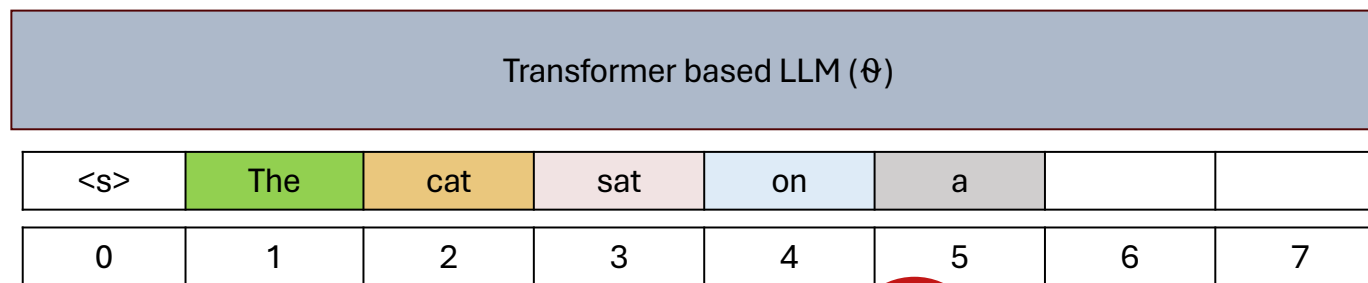 Transformer based LLM (ϑ)
<s> The cat sat on a
0 1 2 3 4 5 6 7